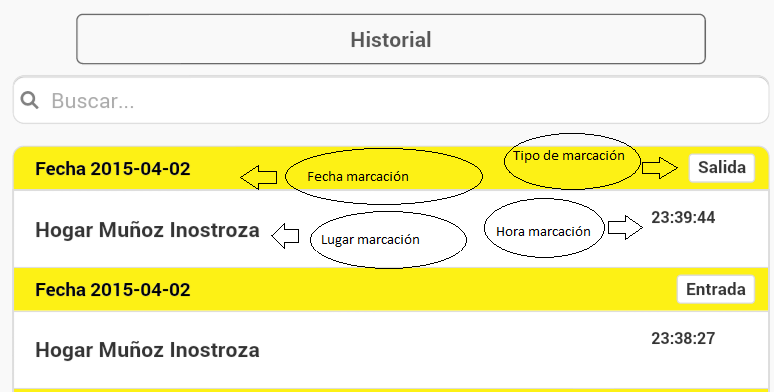 Historial
Buscar...
Fecha 2015-04-02
Fecha marcación
Tipo de marcación
Salida
Hogar Muñoz Inostroza
Lugar marcación
Hora marcación
23:39:44
Fecha 2015-04-02
Entrada
Hogar Muñoz Inostroza
23:38:27